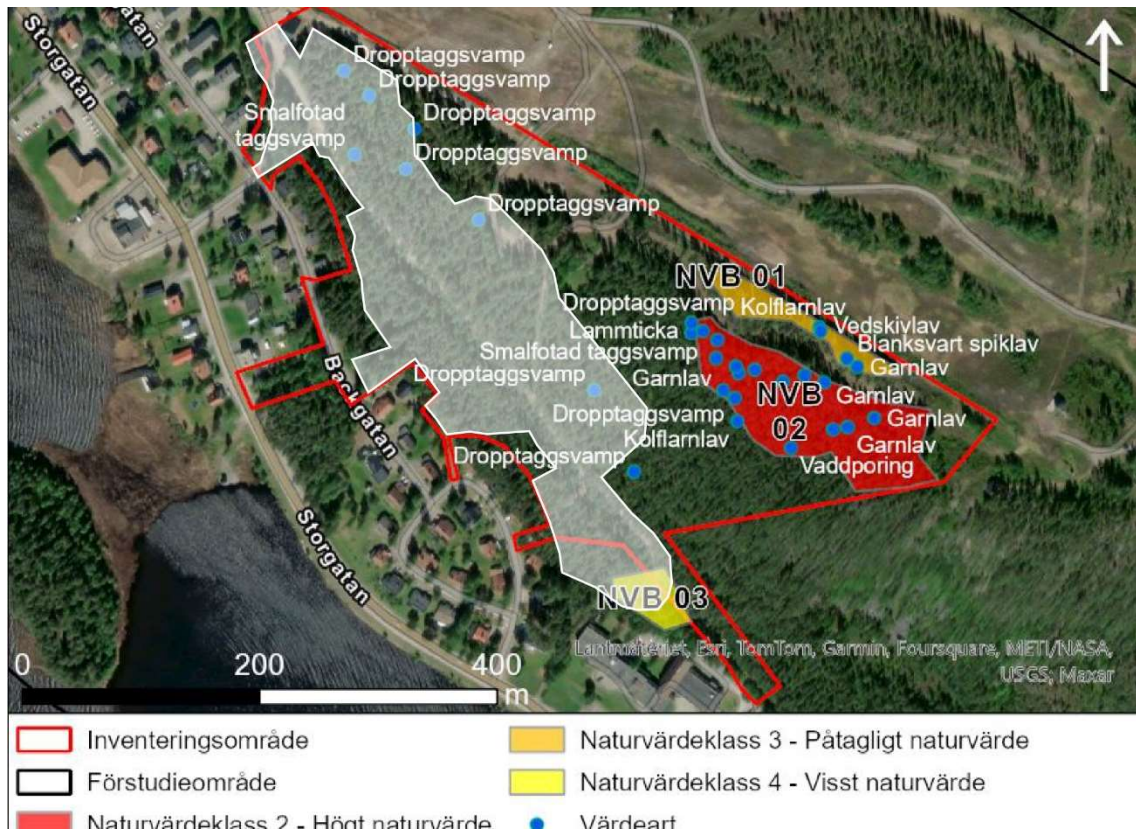 gatan
Storgatan
Dropptaggsvamp
Dropptaggsvamp
Smalfotad
taggsvamp
Dropptaggsvamp
Dropptaggsvamp
Dropptaggsvamp
NVB 01
Dropptaggsvamp
Kolflarnlav
Lammticka
Vedskivlav
Smalfotad taggsvamp
Blanksvart spiklav
Garnlav
Garnlav
Dropptaggsvamp
NVB
02
Garnlav
Backgatan
Dropptaggsvamp
Garnlav
Kolflarnlav
Garnlav
Dropptaggsvamp
Vaddporing
Storgatan
NVB 03
Lantmäteriet, Esri, TomTom, Garmin, Foursquare, METI/NASA,
USGS; Maxar
0 200 400
m
Inventeringsområde
Naturvärdeklass 3 - Påtagligt naturvärde
Förstudieområde
Naturvärdeklass 4 - Visst naturvärde
Naturvärdeklass 2 - Högt naturvärde
Värdeart